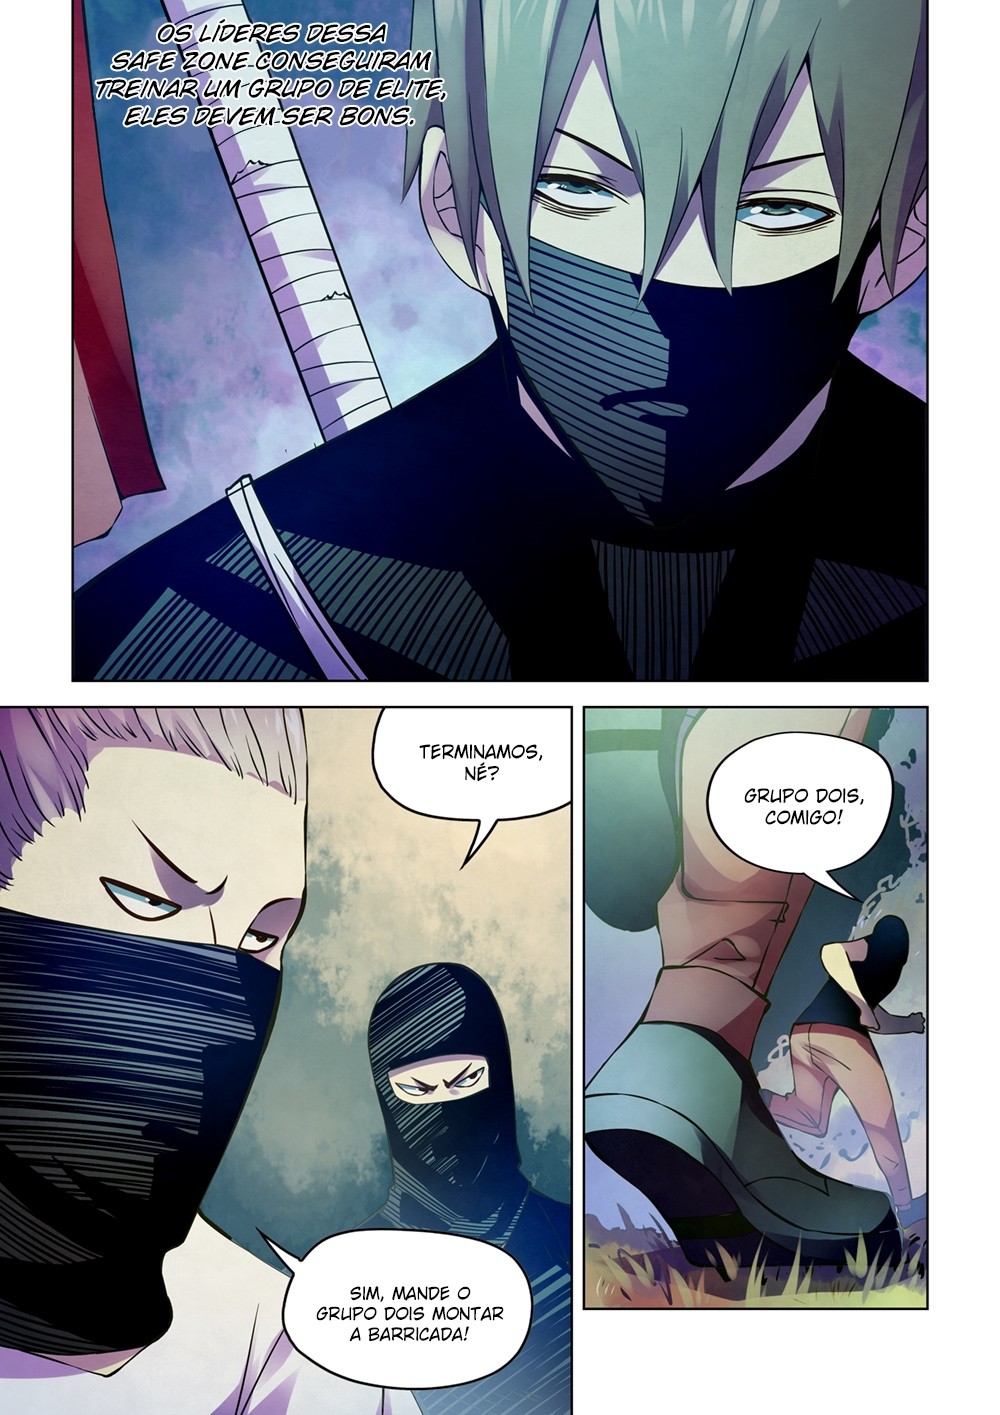 OS LÍDERES DESSA
SAFE ZONE CONSEGUIRAM
TREINAR UM GRUPO DE ELITE,
ELES DEVEM SER BONS.
TERMINAMOS,
NÉ?
SIM, MANDE O
GRUPO DOIS MONTAR
A BARRICADA!
GRUPO DOIS,
COMIGO!